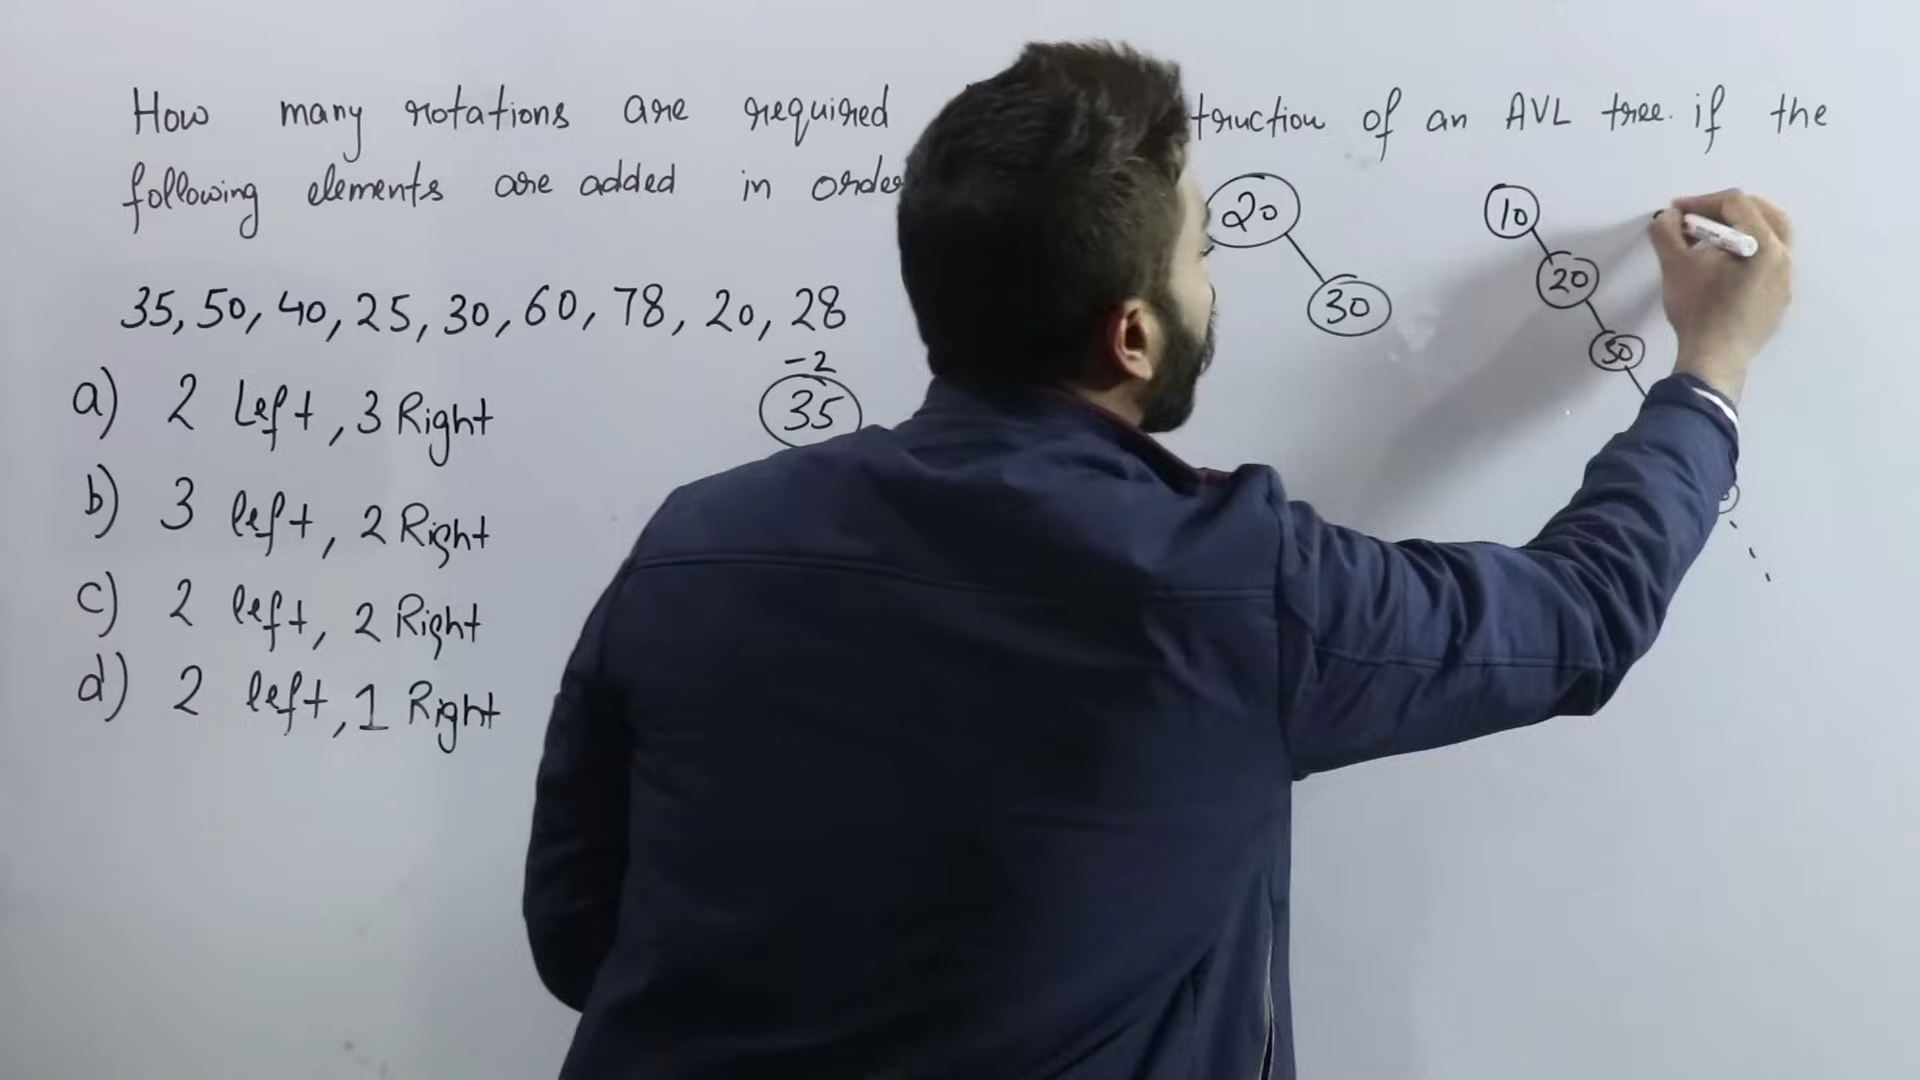 How many rotations are required truction of an AVL tree. if the
following elements are added in order
20
10
20
30
30
35, 50, 40, 25, 30, 60, 78, 20, 28
-2
35
a) 2 Left, 3 Right
b) 3 left, 2 Right
c) 2 left, 2 Right
d) 2 left, 1 Right